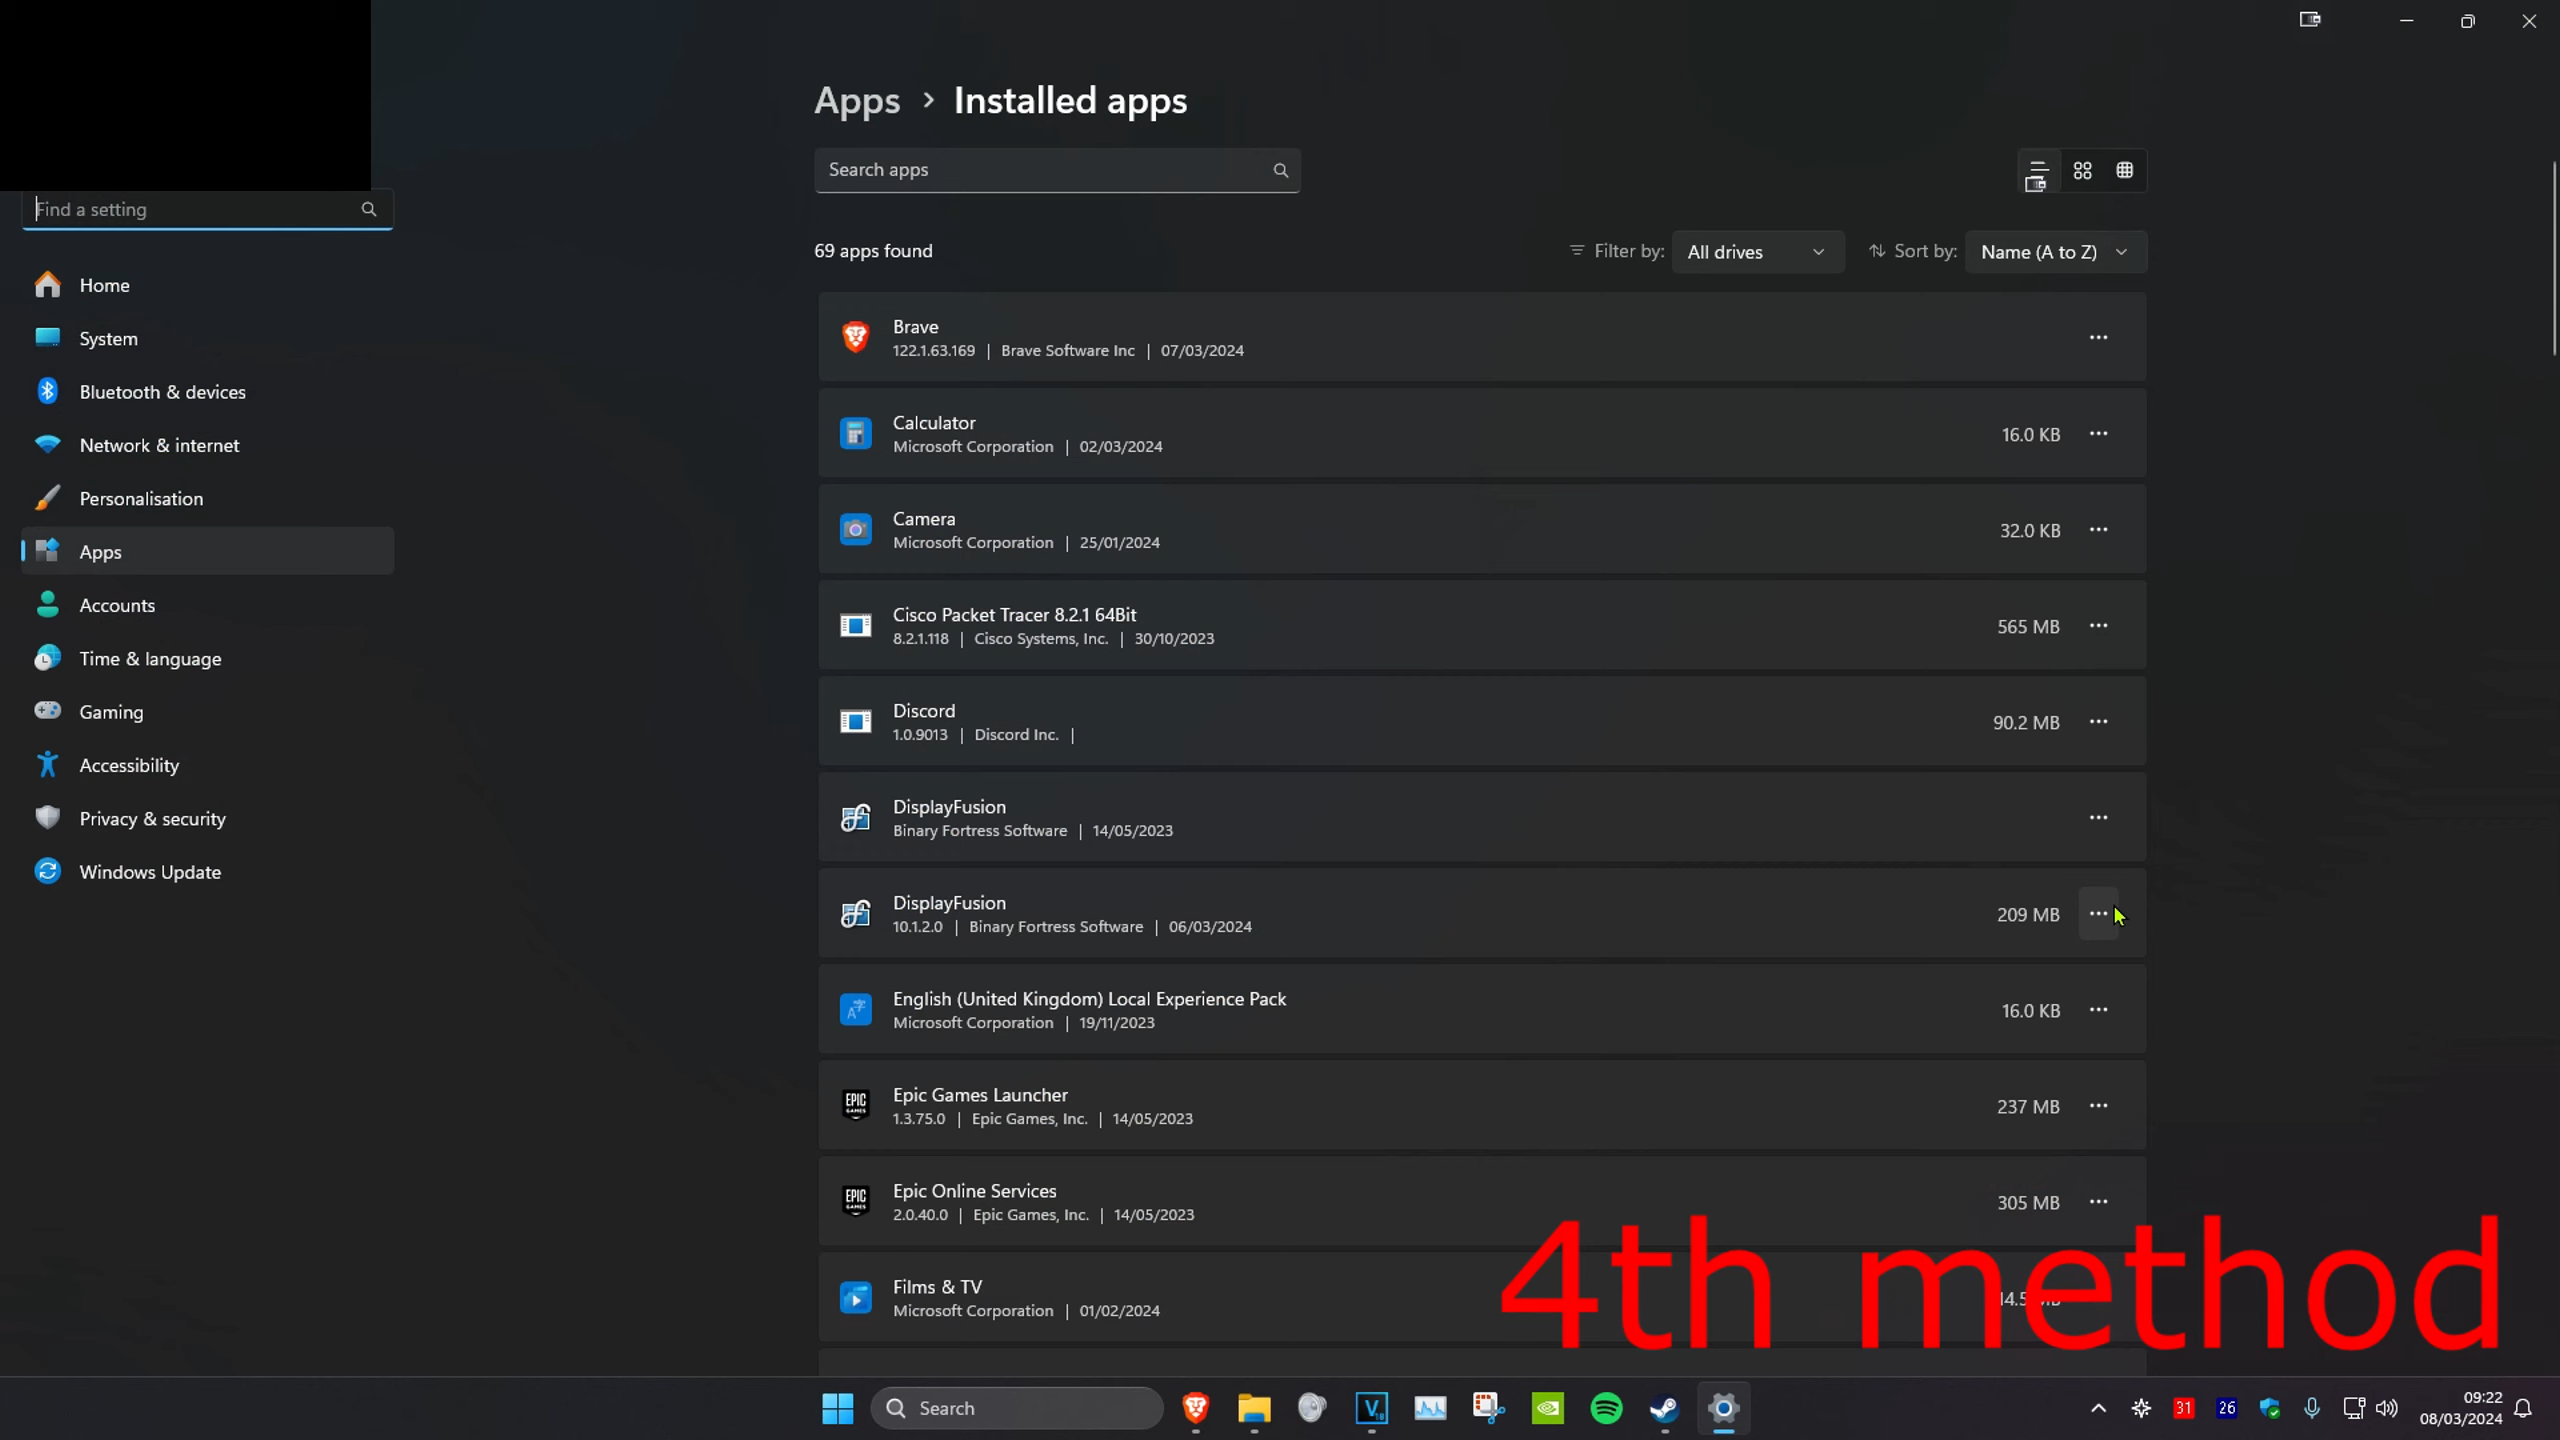 Apps > Installed apps
Search apps
Find a setting
69 apps found
Filter by: All drives
Sort by: Name (A to Z)
Home
System
Bluetooth & devices
Network & internet
Personalisation
Apps
Accounts
Time & language
Gaming
Accessibility
Privacy & security
Windows Update
Brave
122.1.63.169 | Brave Software Inc | 07/03/2024
Calculator
Microsoft Corporation | 02/03/2024
16.0 KB
Camera
Microsoft Corporation | 25/01/2024
32.0 KB
Cisco Packet Tracer 8.2.1 64Bit
8.2.1.118 | Cisco Systems, Inc. | 30/10/2023
565 MB
Discord
1.0.9013 | Discord Inc. |
90.2 MB
DisplayFusion
Binary Fortress Software | 14/05/2023
DisplayFusion
10.1.2.0 | Binary Fortress Software | 06/03/2024
209 MB
English (United Kingdom) Local Experience Pack
Microsoft Corporation | 19/11/2023
16.0 KB
Epic Games Launcher
1.3.75.0 | Epic Games, Inc. | 14/05/2023
237 MB
Epic Online Services
2.0.40.0 | Epic Games, Inc. | 14/05/2023
305 MB
Films & TV
Microsoft Corporation | 01/02/2024
4th method
Search
31
26
09:22
08/03/2024